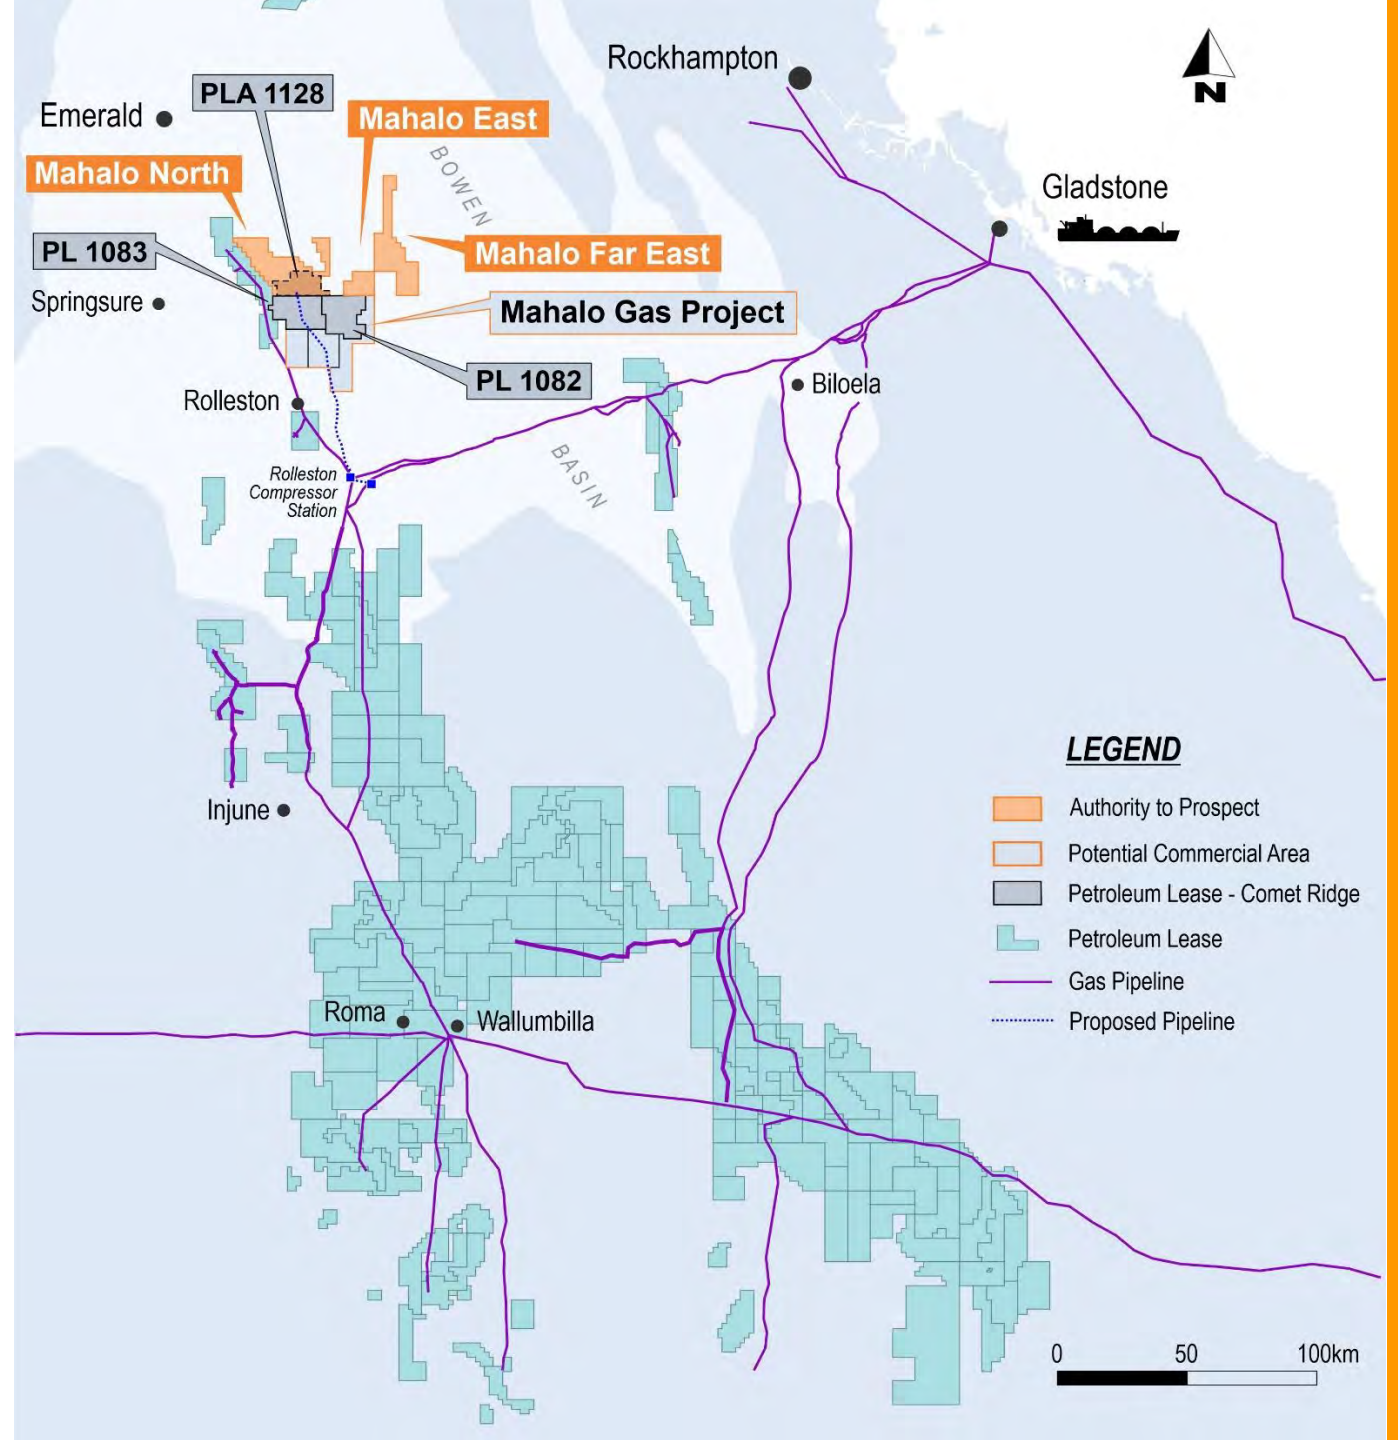 Rockhampton
N
PLA 1128
Emerald
Mahalo East
BOWEN
Mahalo North
Gladstone
PL 1083
Mahalo Far East
Springsure
Mahalo Gas Project
PL 1082
Biloela
Rolleston
BASIN
Rolleston
Compressor
Station
LEGEND
Injune
Authority to Prospect
Potential Commercial Area
Petroleum Lease - Comet Ridge
Petroleum Lease
Gas Pipeline
Proposed Pipeline
Roma
Wallumbilla
0 50 100km